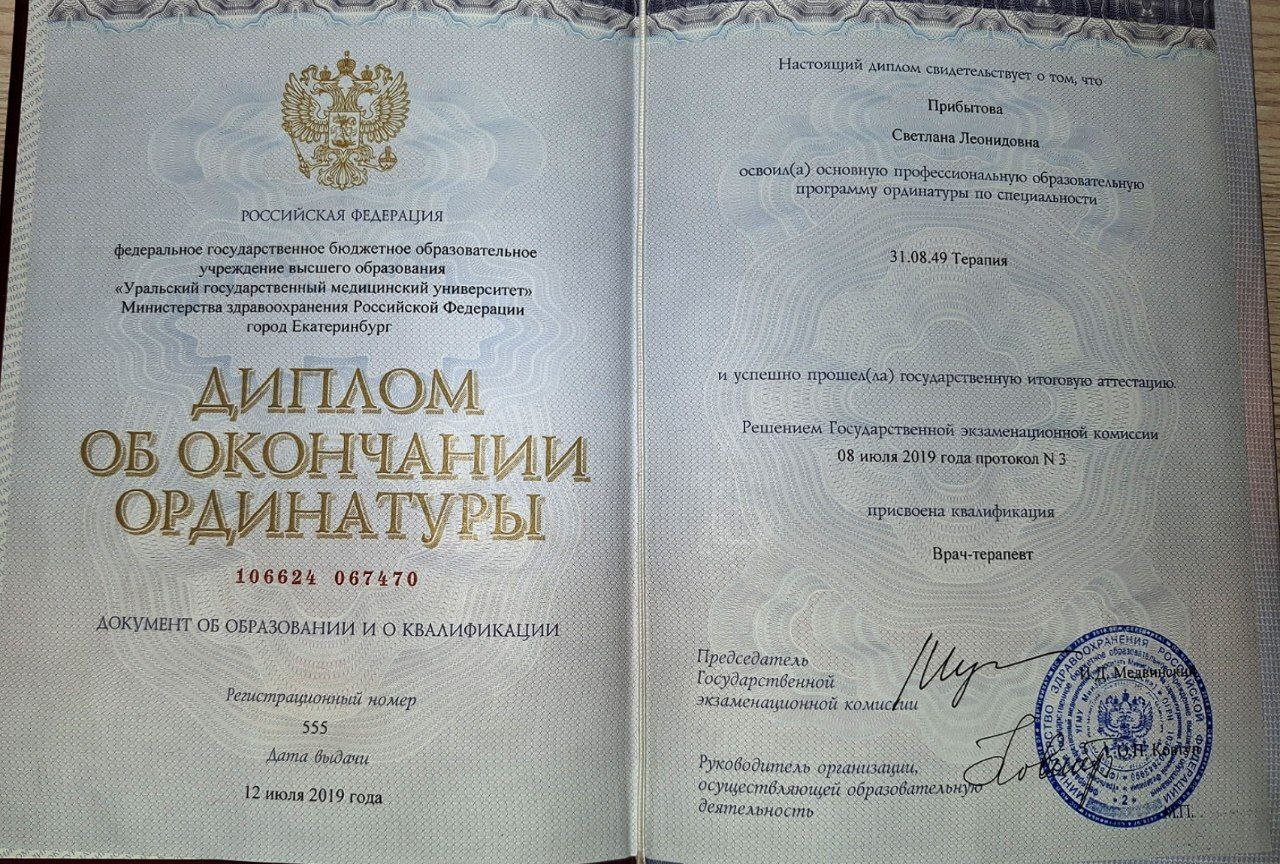 РОССИЙСКАЯ ФЕДЕРАЦИЯ
федеральное государственное бюджетное образовательное
учреждение высшего образования
«Уральский государственный медицинский университет»
Министерства здравоохранения Российской Федерации
город Екатеринбург
ДИПЛОМ
ОБ ОКОНЧАНИИ
ОРДИНАТУРЫ
106624 067470
ДОКУМЕНТ ОБ ОБРАЗОВАНИИ И О КВАЛИФИКАЦИИ
Регистрационный номер
555
Дата выдачи
12 июля 2019 года
Настоящий диплом свидетельствует о том, что
Прибытова
Светлана Леонидовна
освоил(а) основную профессиональную образовательную
программу ординатуры по специальности
31.08.49 Терапия
и успешно прошел(ла) государственную итоговую аттестацию.
Решением Государственной экзаменационной комиссии
08 июля 2019 года протокол N 3
присвоена квалификация
Врач-терапевт
Председатель
Государственной
экзаменационной комиссии
И.Д. Медвинский
Руководитель организации,
осуществляющей образовательную
деятельность
О.П. Ковтун
М.П.